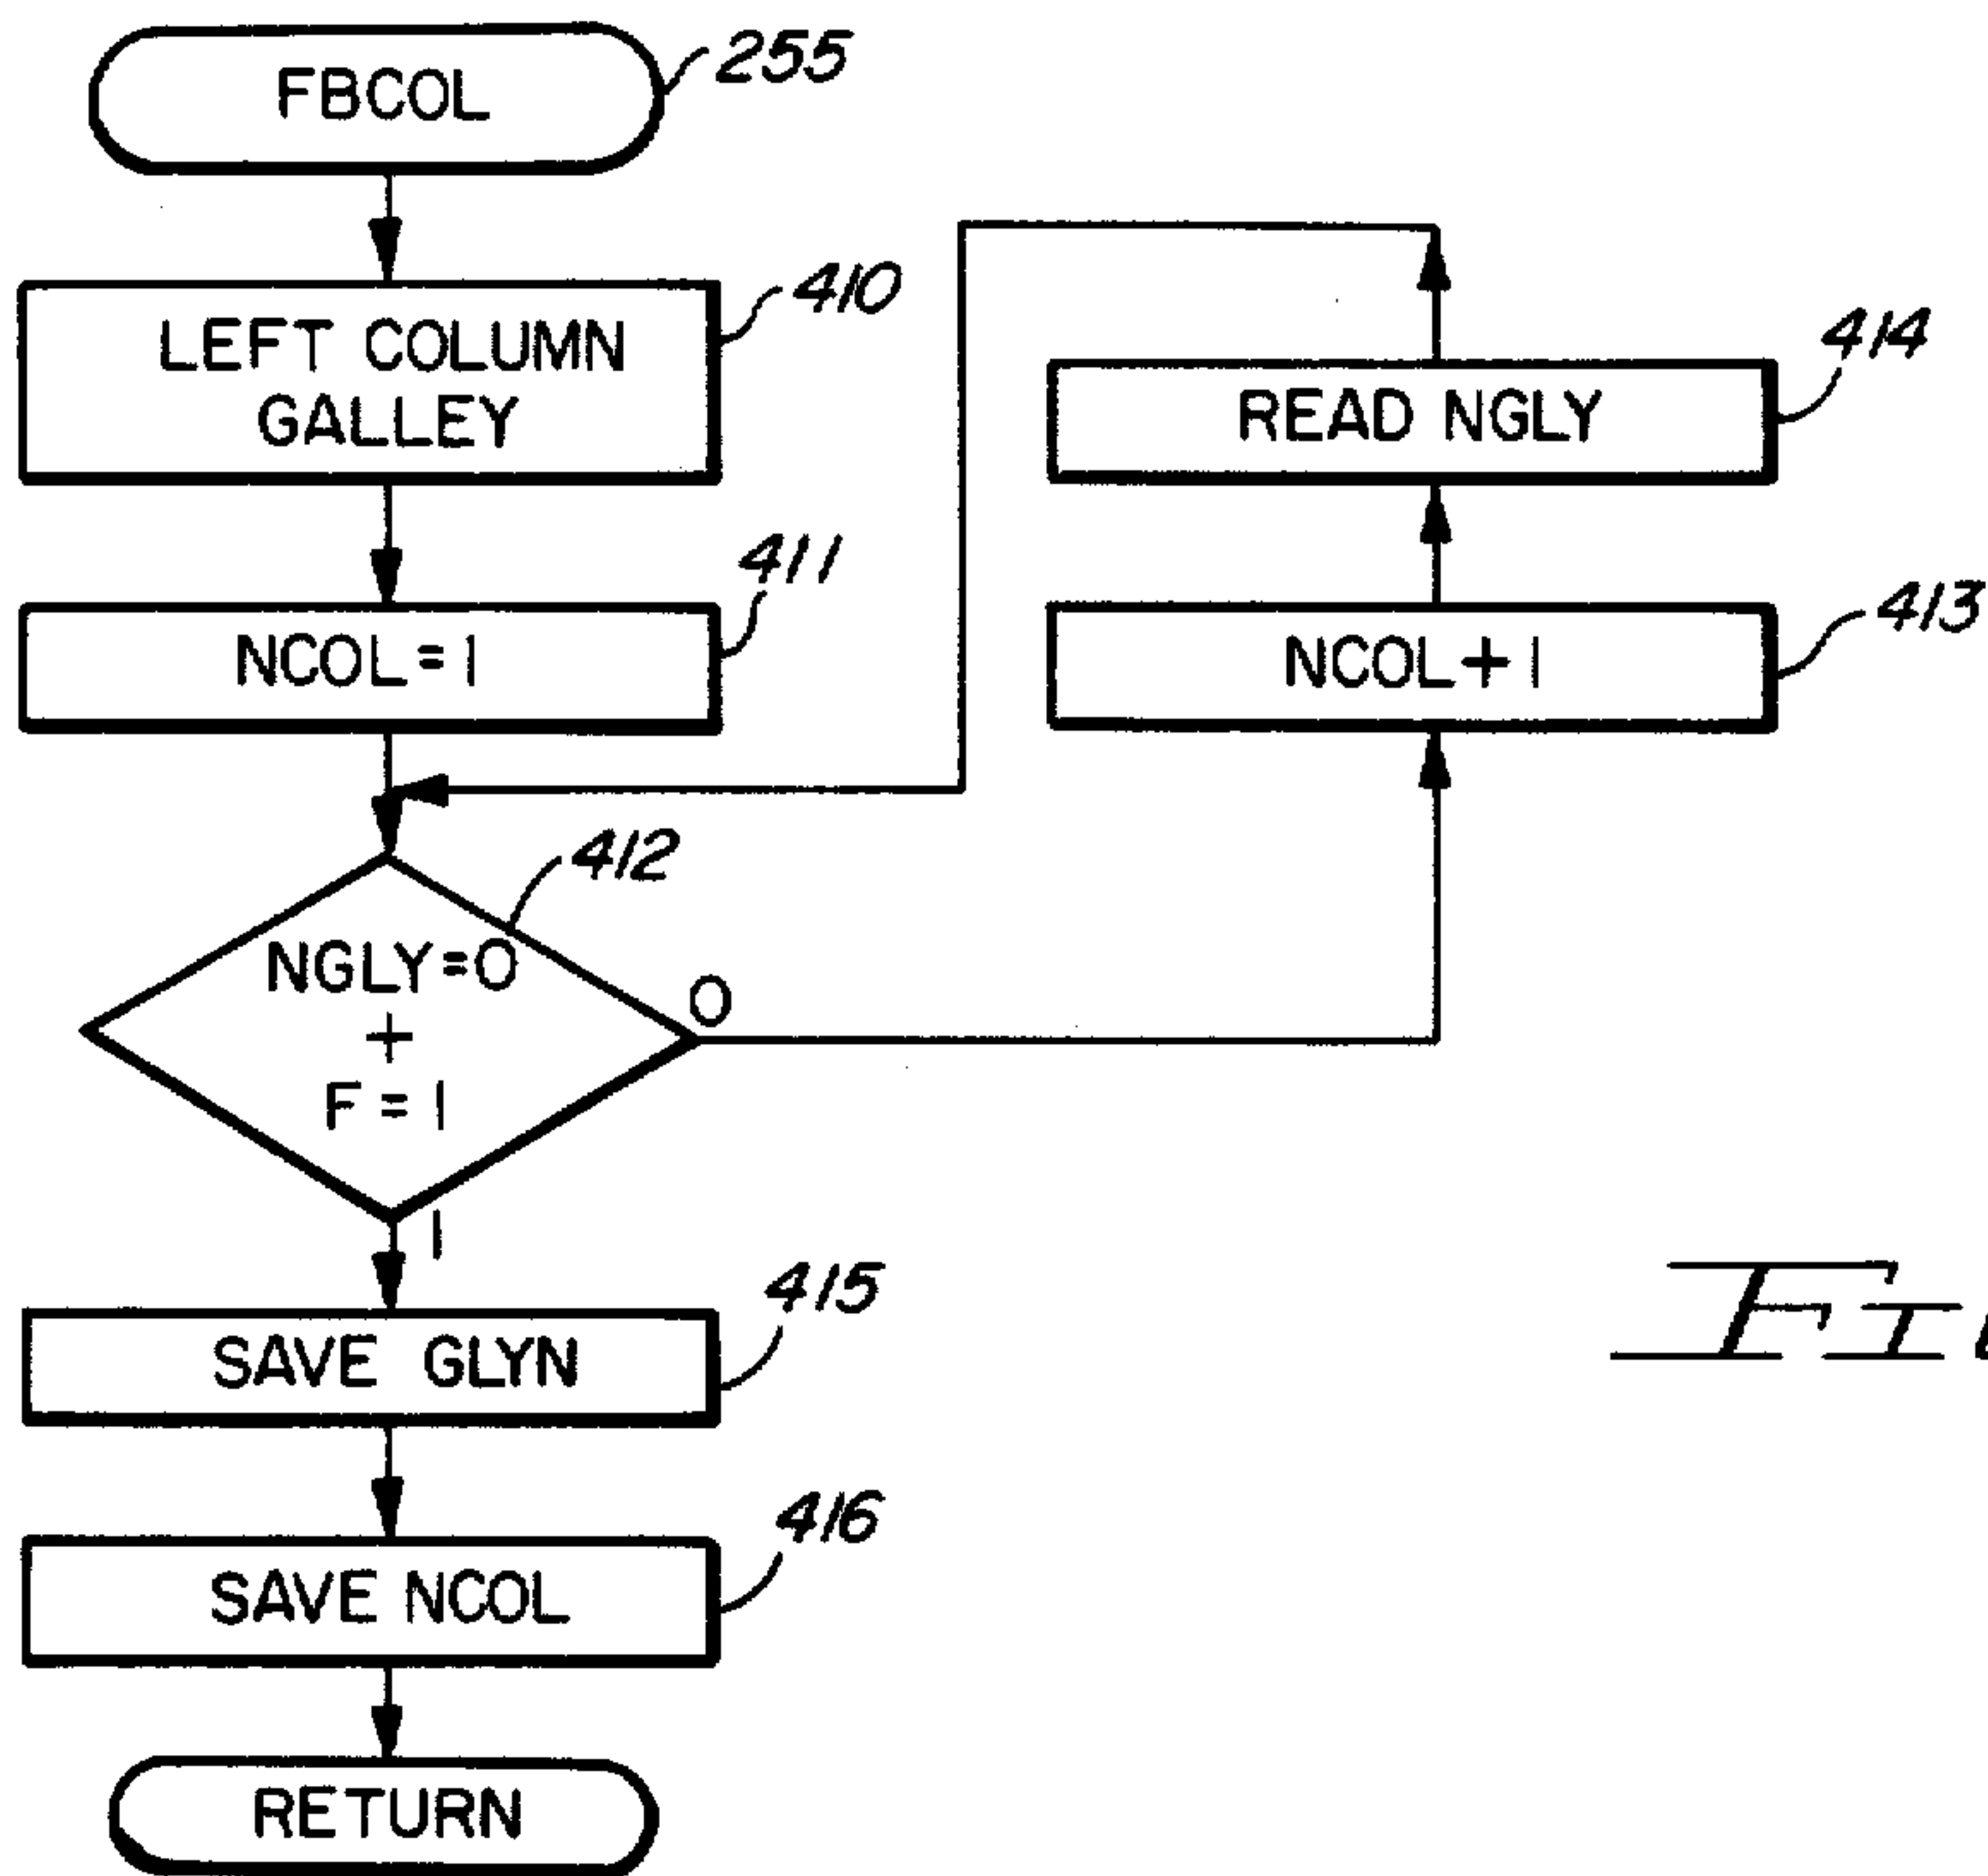 FBCOL
255
LEFT COLUMN
GALLEY
410
NCOL=1
411
412
NGLY=0
+
F=1
0
1
NCOL+1
413
READ NGLY
414
SAVE GLYN
415
SAVE NCOL
416
RETURN